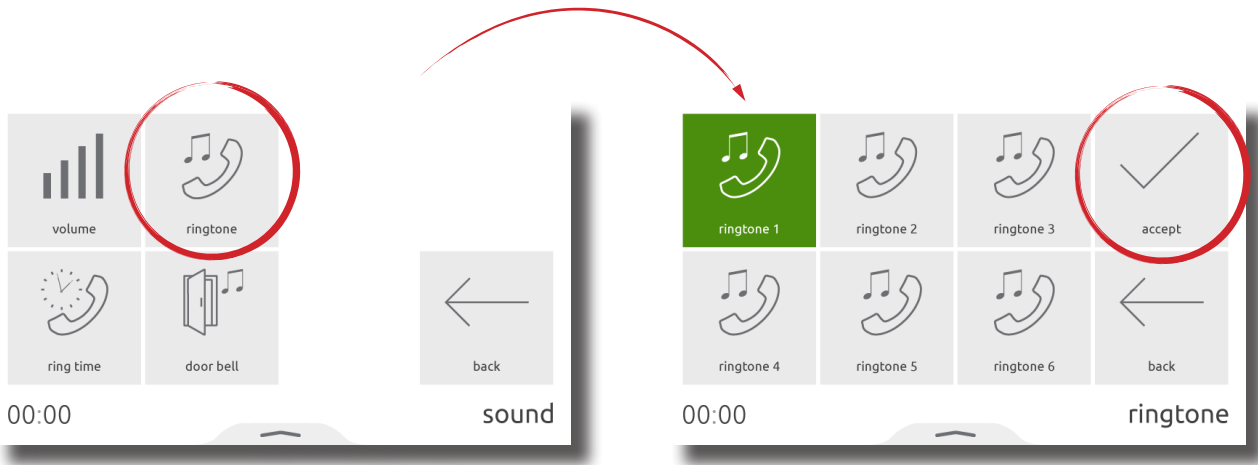 volume
ringtone
ring time
door bell
back
00:00
sound
ringtone 1
ringtone 2
ringtone 3
accept
ringtone 4
ringtone 5
ringtone 6
back
00:00
ringtone